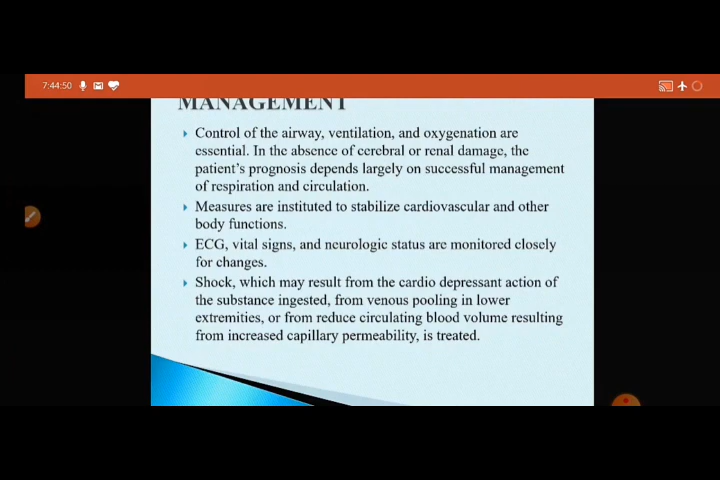 7:44:50
MANAGEMENT
Control of the airway, ventilation, and oxygenation are
essential. In the absence of cerebral or renal damage, the
patient's prognosis depends largely on successful management
of respiration and circulation.
Measures are instituted to stabilize cardiovascular and other
body functions.
ECG, vital signs, and neurologic status are monitored closely
for changes.
Shock, which may result from the cardio depressant action of
the substance ingested, from venous pooling in lower
extremities, or from reduce circulating blood volume resulting
from increased capillary permeability, is treated.